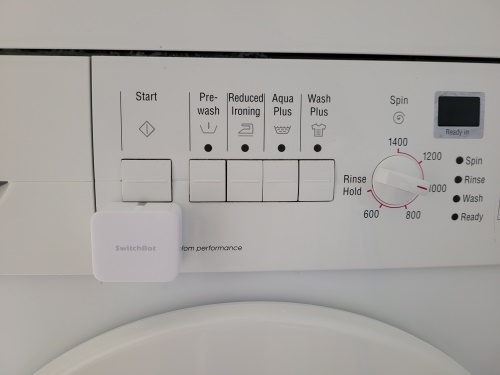 Start
Pre-
wash
Reduced
Ironing
Aqua
Plus
Wash
Plus
Spin
Ready in
1400
1200
1000
800
600
Rinse
Hold
Spin
Rinse
Wash
Ready
SwitchBot
performance